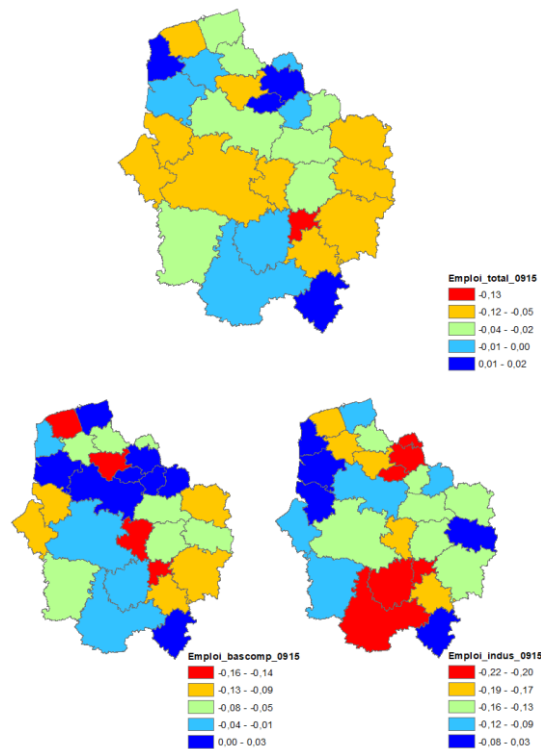 Emploi_total_0915
-0,13
-0,12 - -0,05
-0,04 - -0,02
-0,01 - 0,00
0,01 - 0,02
Emploi_bascomp_0915
-0,16 - -0,14
-0,13 - -0,09
-0,08 - -0,05
-0,04 - -0,01
0,00 - 0,03
Emploi_indus_0915
-0,22 - -0,20
-0,19 - -0,17
-0,16 - -0,13
-0,12 - -0,09
-0,08 - 0,03